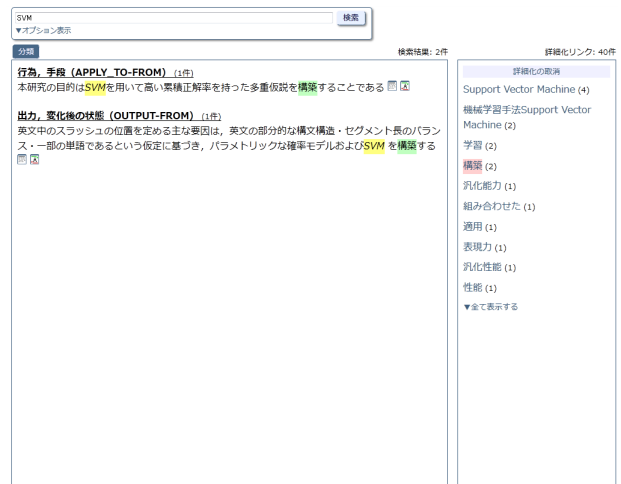 SVM
検索
▼オプション表示
分類
検索結果: 2件
詳細化リンク: 40件
行為，手段（APPLY_TO-FROM）(1件)
本研究の目的はSVMを用いて高い累積正解率を持った多重仮説を構築することである
出力，変化後の状態（OUTPUT-FROM）(1件)
英文中のスラッシュの位置を定める主な要因は，英文の部分的な構文構造・セグメント長のバラン
ス・一部の単語であるという仮定に基づき，パラメトリックな確率モデルおよびSVM を構築する
詳細化の取消
Support Vector Machine (4)
機械学習手法Support Vector
Machine (2)
学習 (2)
構築 (2)
汎化能力 (1)
組み合わせた (1)
適用 (1)
表現力 (1)
汎化性能 (1)
性能 (1)
▼全て表示する